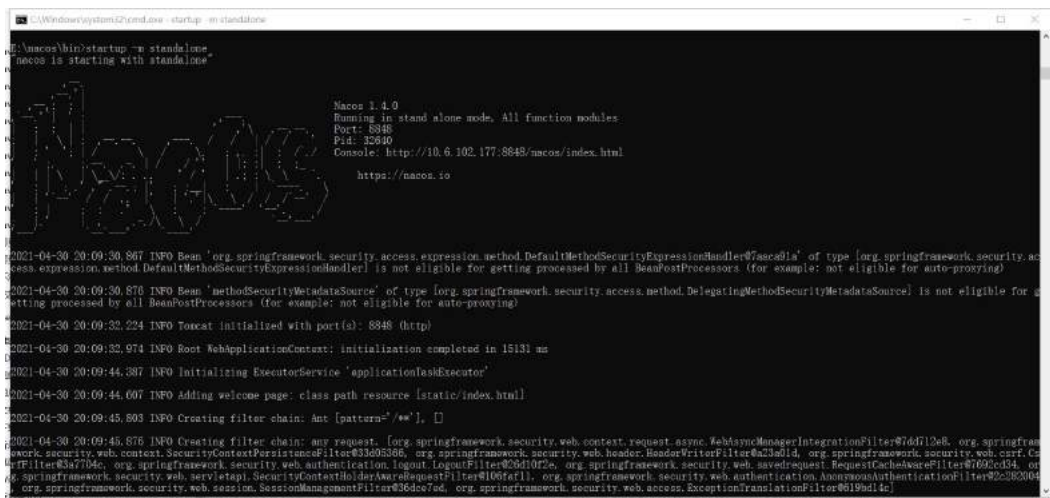 C:\Windows\system32\cmd.exe - startup -m standalone
E:\nacos\bin>startup -m standalone
"nacos is starting with standalone"
Nacos 1.4.0
Running in stand alone mode, All function modules
Port: 8848
Pid: 32640
Console: http://10.6.102.177:8848/nacos/index.html
https://nacos.io
2021-04-30 20:09:30,867 INFO Bean 'org.springframework.security.access.expression.method.DefaultMethodSecurityExpressionHandler@7aaca91a' of type [org.springframework.security.ac
cess.expression.method.DefaultMethodSecurityExpressionHandler] is not eligible for getting processed by all BeanPostProcessors (for example: not eligible for auto-proxying)
2021-04-30 20:09:30,876 INFO Bean 'methodSecurityMetadataSource' of type [org.springframework.security.access.method.DelegatingMethodSecurityMetadataSource] is not eligible for g
etting processed by all BeanPostProcessors (for example: not eligible for auto-proxying)
2021-04-30 20:09:32,224 INFO Tomcat initialized with port(s): 8848 (http)
2021-04-30 20:09:32,974 INFO Root WebApplicationContext: initialization completed in 15131 ms
2021-04-30 20:09:44,387 INFO Initializing ExecutorService 'applicationTaskExecutor'
2021-04-30 20:09:44,607 INFO Adding welcome page: class path resource [static/index.html]
2021-04-30 20:09:45,803 INFO Creating filter chain: Ant [pattern='/**'], []
2021-04-30 20:09:45,876 INFO Creating filter chain: any request, [org.springframework.security.web.context.request.async.WebAsyncManagerIntegrationFilter@7dd712e8, org.springfram
ework.security.web.context.SecurityContextPersistenceFilter@33d05366, org.springframework.security.web.header.HeaderWriterFilter@a23a01d, org.springframework.security.web.csrf.Cs
rfFilter@3a7704c, org.springframework.security.web.authentication.logout.LogoutFilter@26d10f2e, org.springframework.security.web.savedrequest.RequestCacheAwareFilter@7692cd34, or
g.springframework.security.web.servletapi.SecurityContextHolderAwareRequestFilter@106faf11, org.springframework.security.web.authentication.AnonymousAuthenticationFilter@2c282004
, org.springframework.security.web.session.SessionManagementFilter@36dce7ed, org.springframework.security.web.access.ExceptionTranslationFilter@619bd14c]